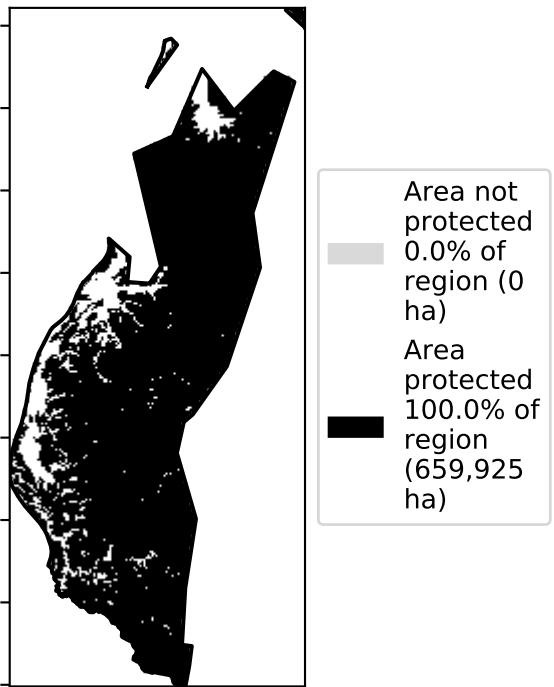 Area not
protected
0.0% of
region (0
ha)
Area
protected
100.0% of
region
(659,925
ha)